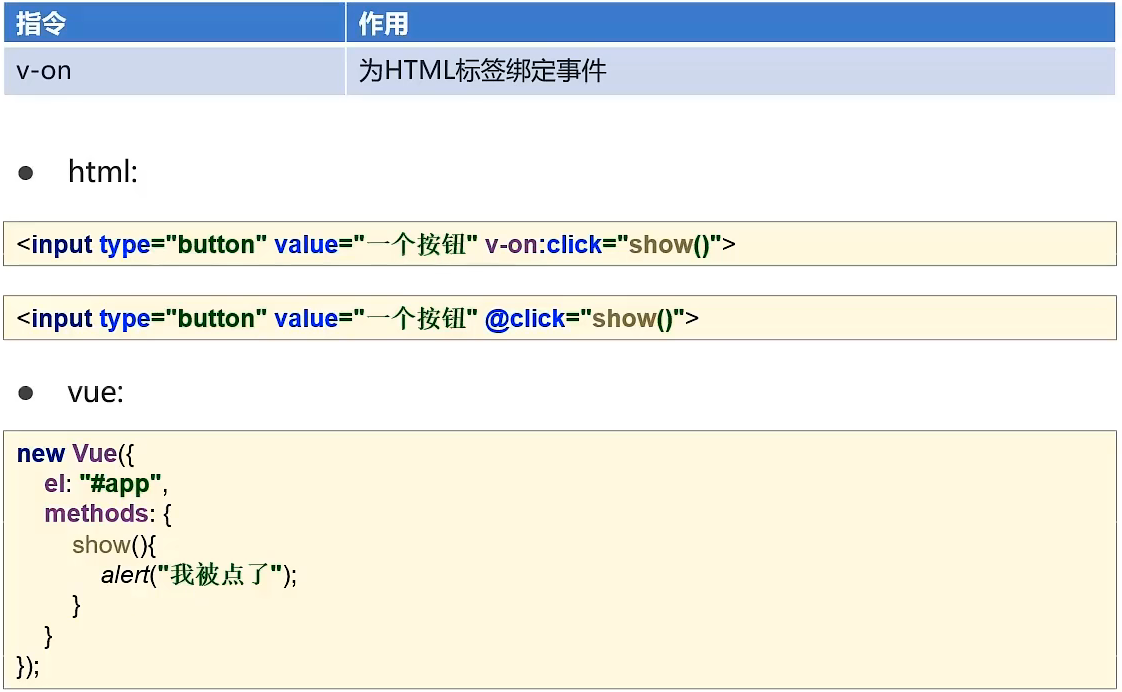 指令 作用
v-on 为HTML标签绑定事件
● html:
<input type="button" value="一个按钮" v-on:click="show()">
<input type="button" value="一个按钮" @click="show()">
● vue:
new Vue({
    el: "#app",
    methods: {
        show(){
            alert("我被点了");
        }
    }
});